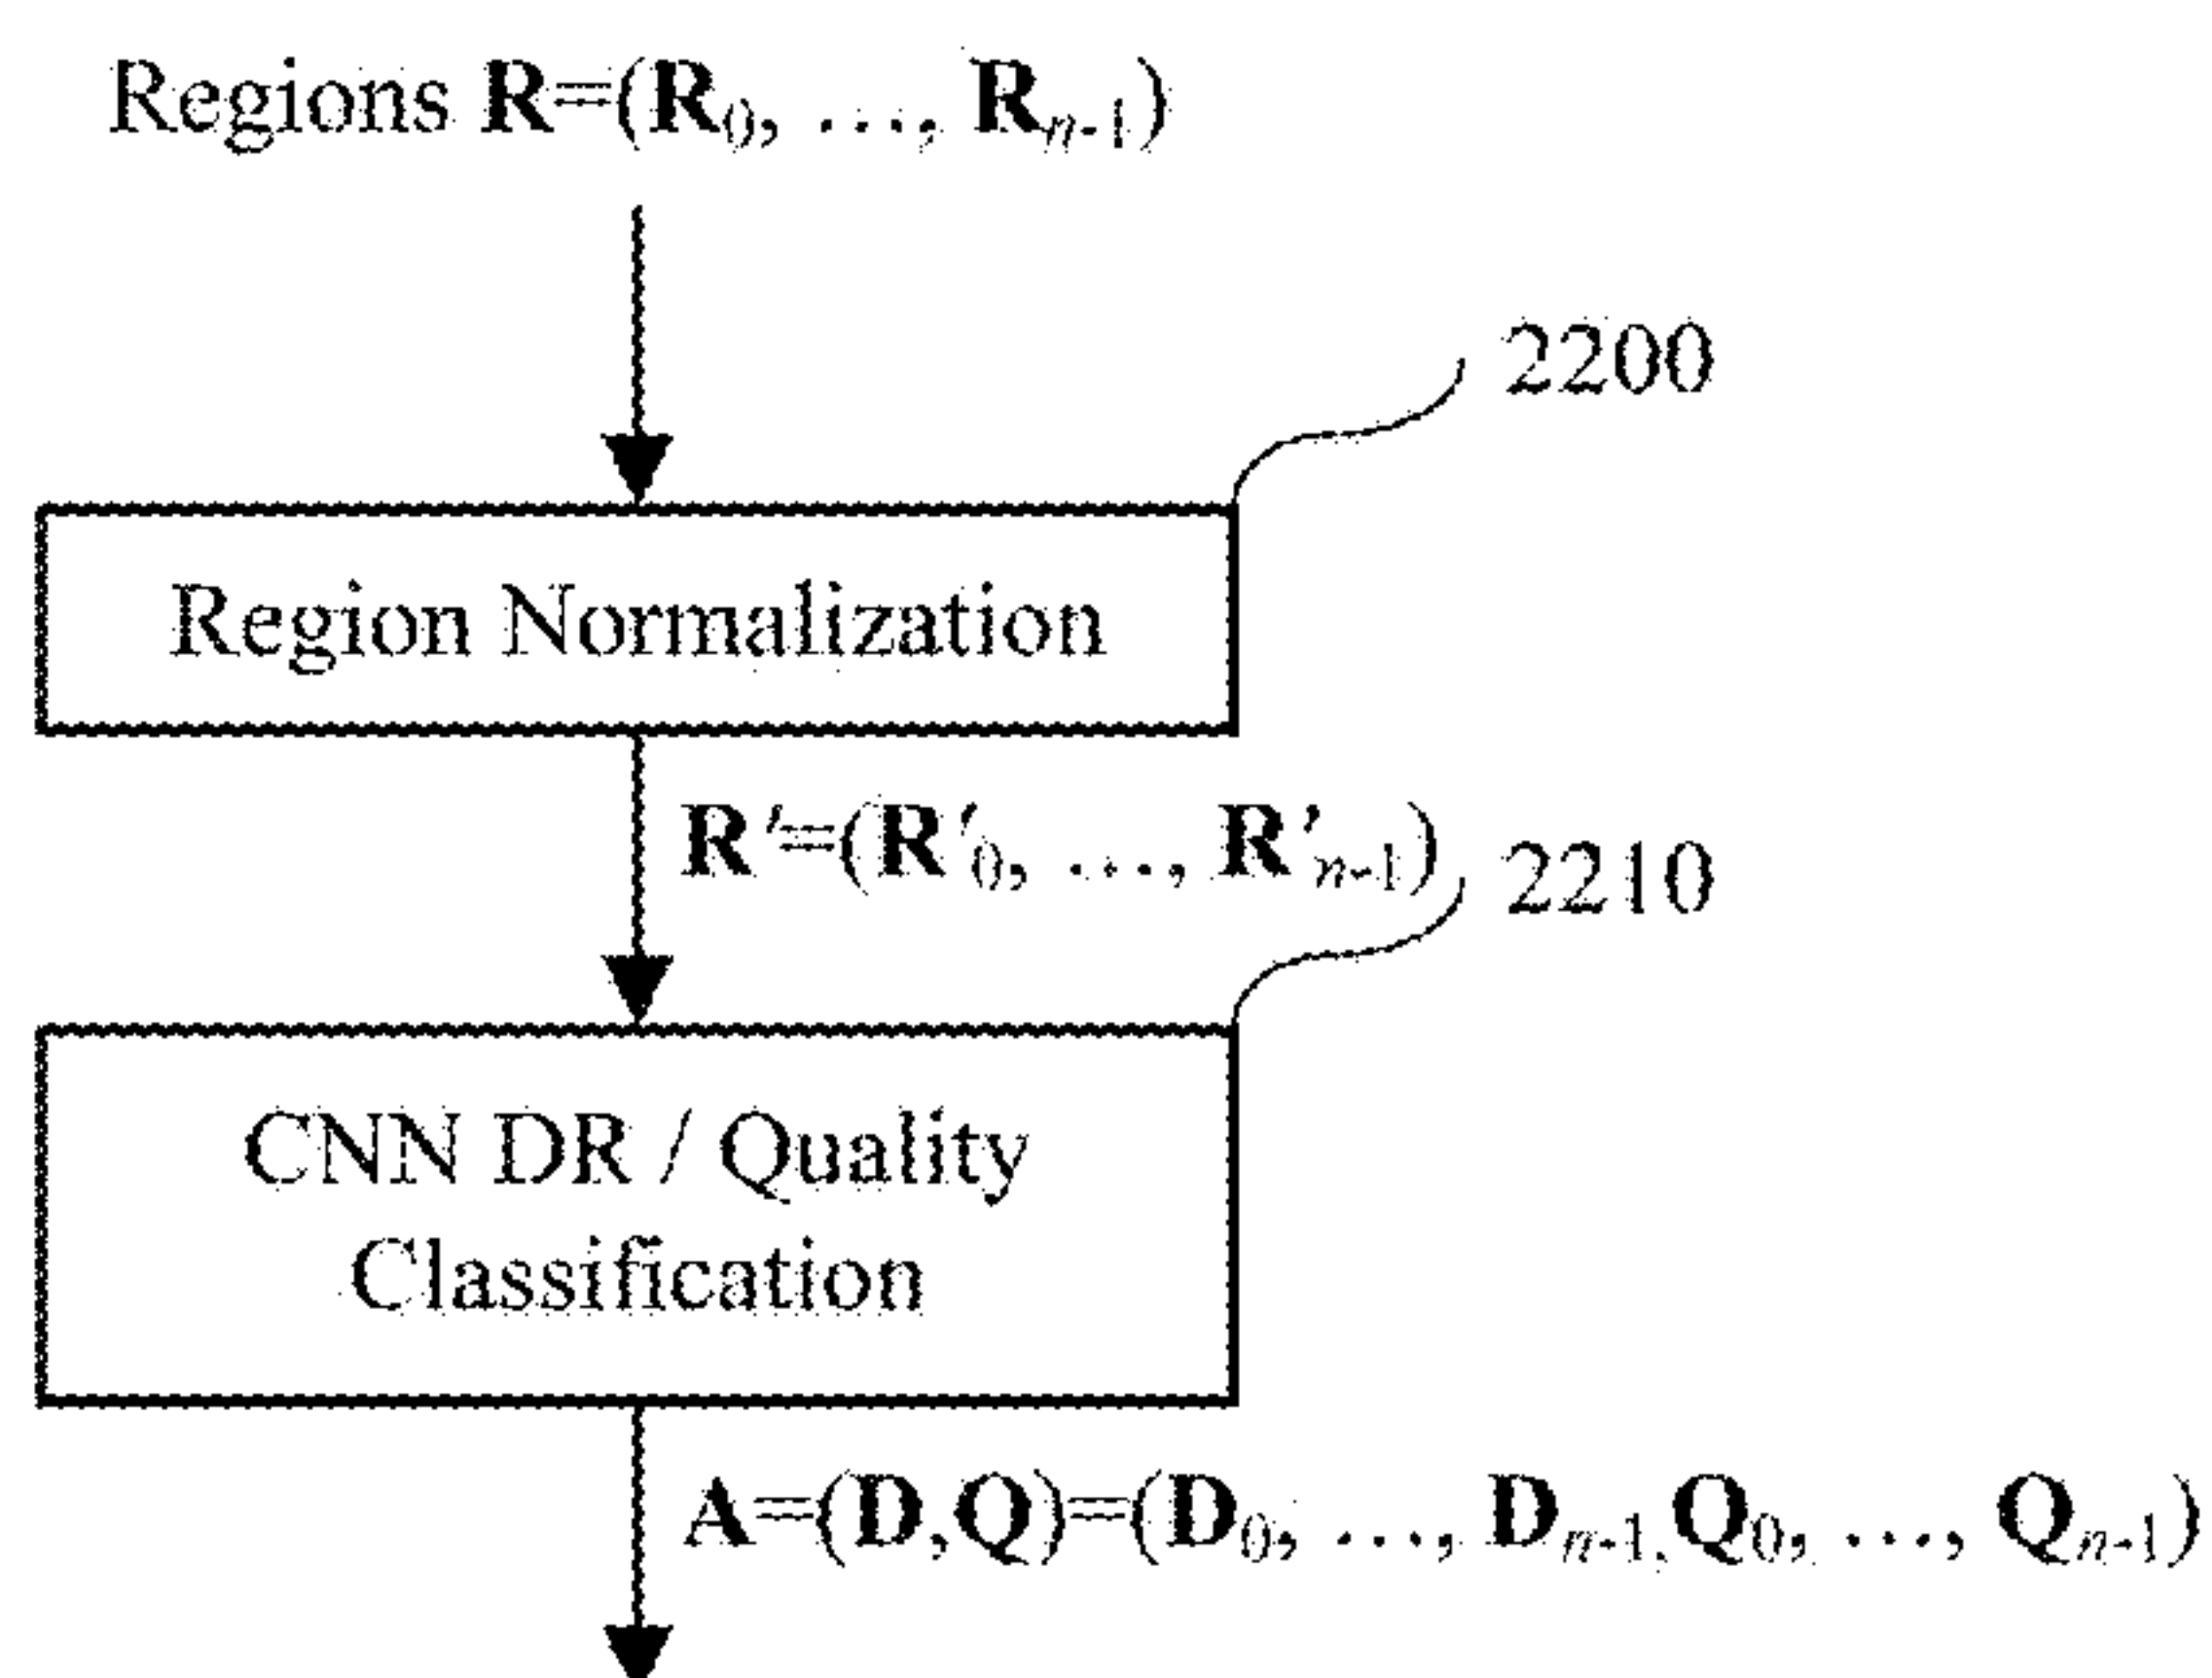 Regions R=(R0, ..., Rn-1)
2200
Region Normalization
R'=(R'0, ..., R'n-1)
2210
CNN DR / Quality
Classification
A=(D,Q)=(D0, ..., Dn-1,Q0, ..., Qn-1)